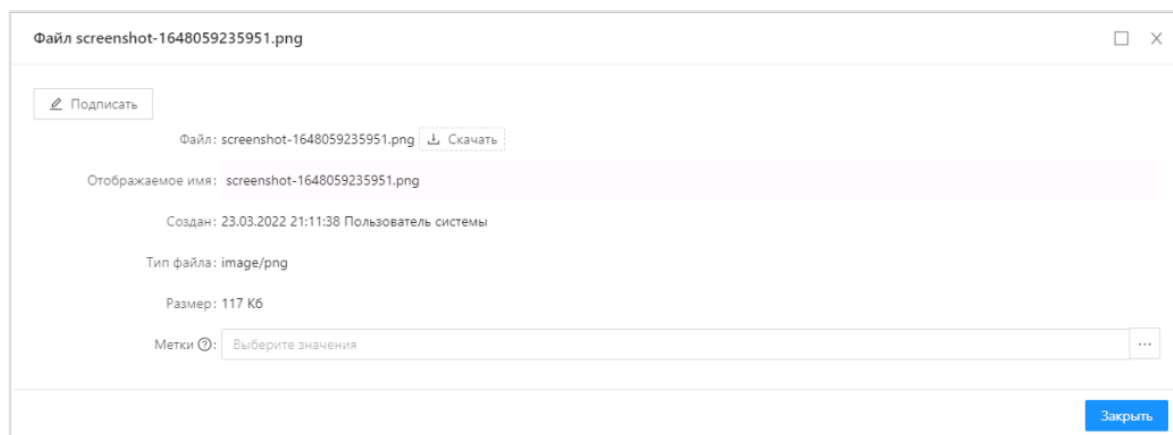 Файл screenshot-1648059235951.png
Подписать
Файл: screenshot-1648059235951.png Скачать
Отображаемое имя: screenshot-1648059235951.png
Создан: 23.03.2022 21:11:38 Пользователь системы
Тип файла: image/png
Размер: 117 Кб
Метки ?: Выберите значения ...
Закрыть